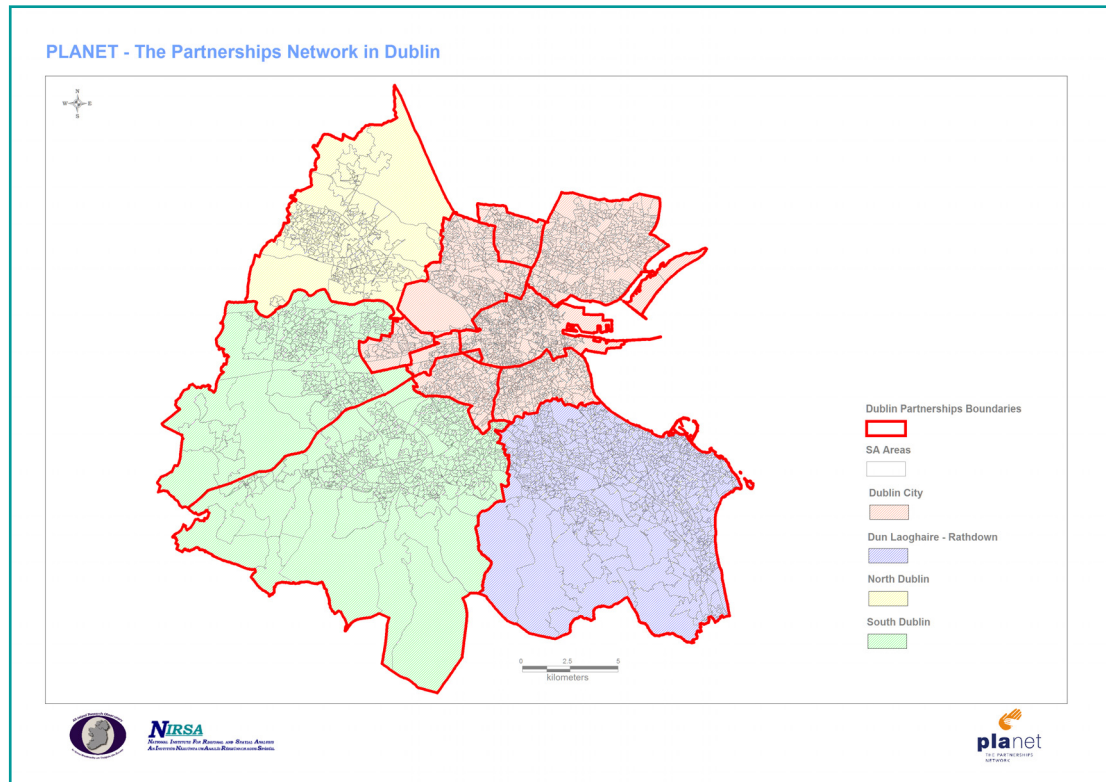 PLANET - The Partnerships Network in Dublin
N
W E
S
Dublin Partnerships Boundaries
SA Areas
Dublin City
Dun Laoghaire - Rathdown
North Dublin
South Dublin
0 2.5 5
kilometers
NIRSA
NATIONAL INSTITUTE FOR REGIONAL AND SPATIAL ANALYSIS
planet
THE PARTNERSHIPS
NETWORK